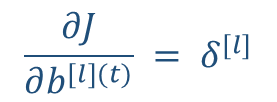 ∂J / ∂b^{[l](t)} = δ^{[l]}